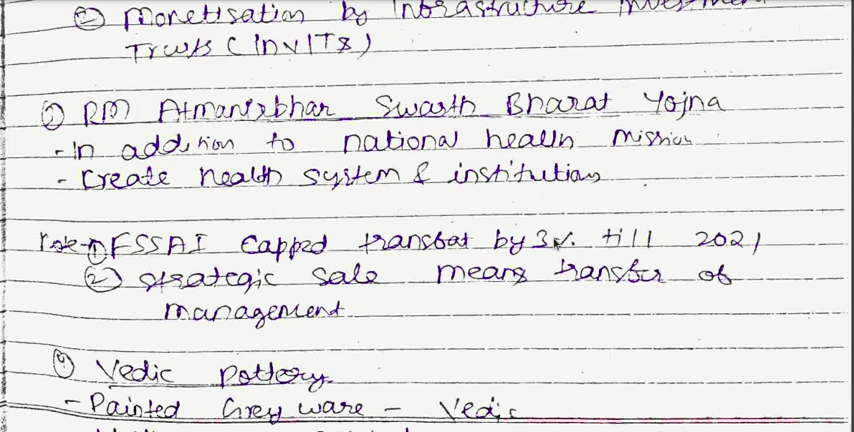 ② Monetisation by Infrastructure Investment
Trusts (InVITs)
③ PM Atmanirbhar Swasth Bharat Yojna
- In addition to national health mission
- Create health system & institutions
Note → ① FSSAI capped transfat by 3% till 2021
② Strategic sale means transfer of
management
④ Vedic Pottery
- Painted Grey ware - Vedic